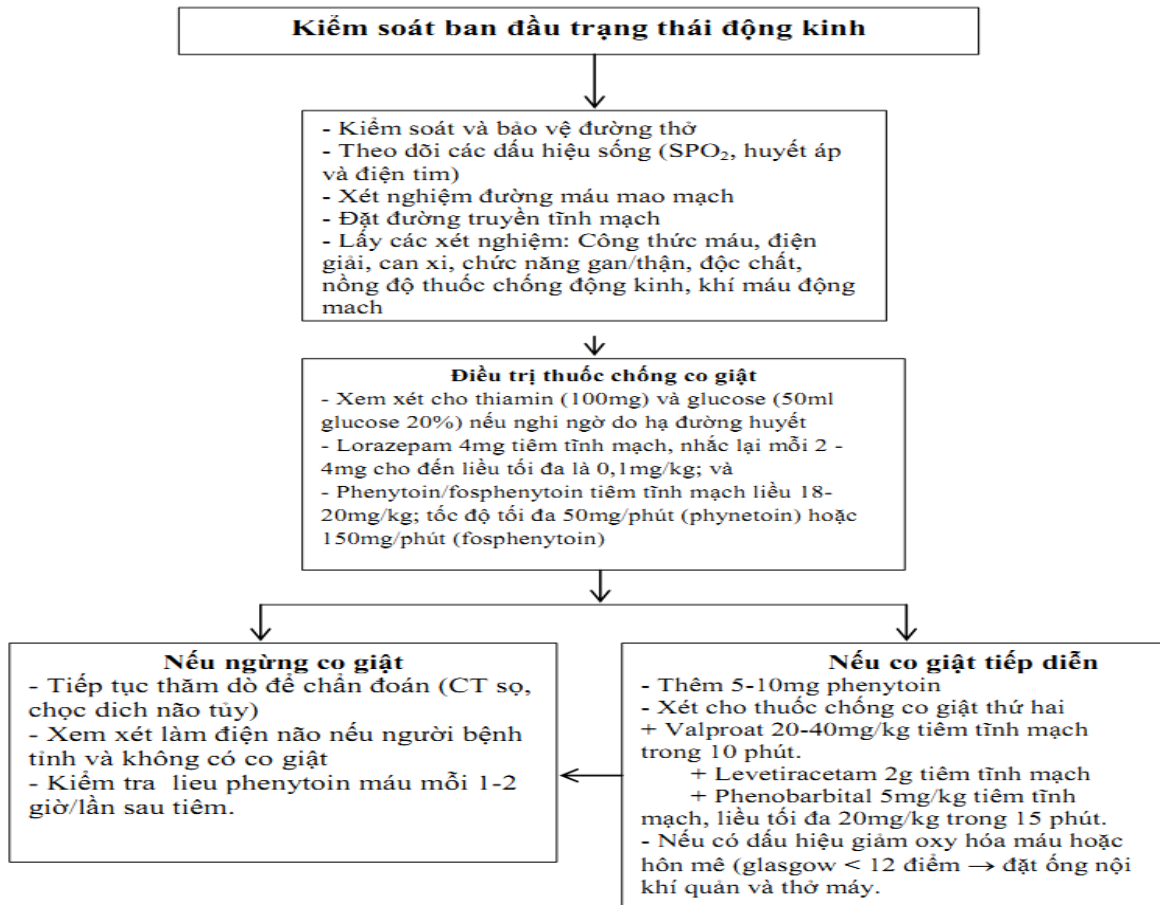 Kiểm soát ban đầu trạng thái động kinh
- Kiểm soát và bảo vệ đường thở
- Theo dõi các dấu hiệu sống (SPO₂, huyết áp
và điện tim)
- Xét nghiệm đường máu mao mạch
- Đặt đường truyền tĩnh mạch
- Lấy các xét nghiệm: Công thức máu, điện
giải, can xi, chức năng gan/thận, độc chất,
nồng độ thuốc chống động kinh, khí máu động
mach
Điều trị thuốc chống co giật
- Xem xét cho thiamin (100mg) và glucose (50ml
glucose 20%) nếu nghi ngờ do hạ đường huyết
- Lorazepam 4mg tiêm tĩnh mạch, nhắc lại mỗi 2 -
4mg cho đến liều tối đa là 0,1mg/kg; và
- Phenytoin/fosphenytoin tiêm tĩnh mạch liều 18-
20mg/kg; tốc độ tối đa 50mg/phút (phynetoin) hoặc
150mg/phút (fosphenytoin)
Nếu ngừng co giật
- Tiếp tục thăm dò để chẩn đoán (CT sọ,
chọc dich não tủy)
- Xem xét làm điện não nếu người bệnh
tỉnh và không có co giật
- Kiểm tra lieu phenytoin máu mỗi 1-2
giờ/lần sau tiêm.
Nếu co giật tiếp diễn
- Thêm 5-10mg phenytoin
- Xét cho thuốc chống co giật thứ hai
+ Valproat 20-40mg/kg tiêm tĩnh mạch
trong 10 phút.
+ Levetiracetam 2g tiêm tĩnh mạch
+ Phenobarbital 5mg/kg tiêm tĩnh
mạch, liều tối đa 20mg/kg trong 15 phút.
- Nếu có dấu hiệu giảm oxy hóa máu hoặc
hôn mê (glasgow < 12 điểm → đặt ống nội
khí quản và thở máy.